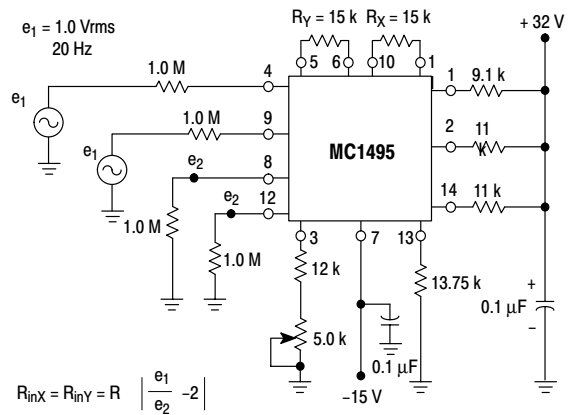 e1 = 1.0 Vrms
20 Hz
RY = 15 k
RX = 15 k
+ 32 V
5
6
10
1
1.0 M
4
1
9.1 k
e1
1.0 M
9
2
11
k
MC1495
e1
e2
8
e2
12
14
11 k
1.0 M
1.0 M
3
7
13
12 k
13.75 k
5.0 k
0.1 µF
+
0.1 µF
–
–15 V
RinX = RinY = R | e1 / e2 –2 |